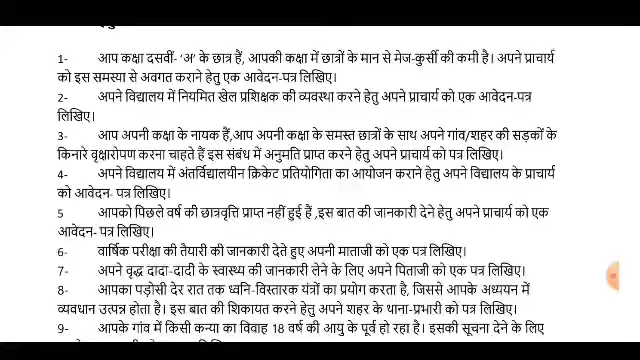 1- आप कक्षा दसवीं- ‘अ’ के छात्र हैं, आपकी कक्षा में छात्रों के मान से मेज-कुर्सी की कमी है। अपने प्राचार्य
को इस समस्या से अवगत कराने हेतु एक आवेदन-पत्र लिखिए।
2- अपने विद्यालय में नियमित खेल प्रशिक्षक की व्यवस्था करने हेतु अपने प्राचार्य को एक आवेदन-पत्र
लिखिए।
3- आप अपनी कक्षा के नायक हैं,आप अपनी कक्षा के समस्त छात्रों के साथ अपने गांव/शहर की सड़कों के
किनारे वृक्षारोपण करना चाहते हैं इस संबंध में अनुमति प्राप्त करने हेतु अपने प्राचार्य को पत्र लिखिए।
4- अपने विद्यालय में अंतर्विद्यालयीन क्रिकेट प्रतियोगिता का आयोजन कराने हेतु अपने विद्यालय के प्राचार्य
को आवेदन- पत्र लिखिए।
5 आपको पिछले वर्ष की छात्रवृत्ति प्राप्त नहीं हुई हैं ,इस बात की जानकारी देने हेतु अपने प्राचार्य को एक
आवेदन- पत्र लिखिए।
6- वार्षिक परीक्षा की तैयारी की जानकारी देते हुए अपनी माताजी को एक पत्र लिखिए।
7- अपने वृद्ध दादा-दादी के स्वास्थ्य की जानकारी लेने के लिए अपने पिताजी को एक पत्र लिखिए।
8- आपका पड़ोसी देर रात तक ध्वनि-विस्तारक यंत्रों का प्रयोग करता है, जिससे आपके अध्ययन में
व्यवधान उत्पन्न होता है। इस बात की शिकायत करने हेतु अपने शहर के थाना-प्रभारी को पत्र लिखिए।
9- आपके गांव में किसी कन्या का विवाह 18 वर्ष की आयु के पूर्व हो रहा है। इसकी सूचना देने के लिए